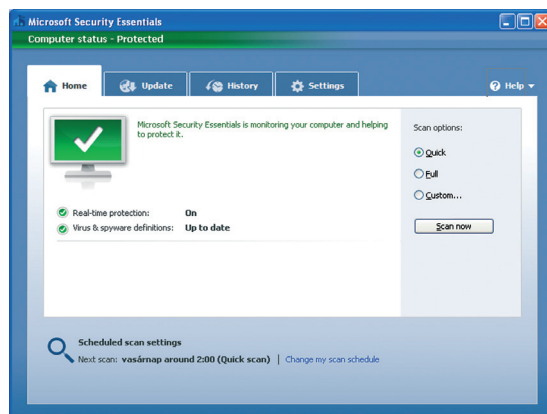 Microsoft Security Essentials
Computer status - Protected
Home
Update
History
Settings
Help
Microsoft Security Essentials is monitoring your computer and helping
to protect it.
Real-time protection: On
Virus & spyware definitions: Up to date
Scan options:
Quick
Full
Custom...
Scan now
Scheduled scan settings
Next scan: vasárnap around 2:00 (Quick scan) | Change my scan schedule